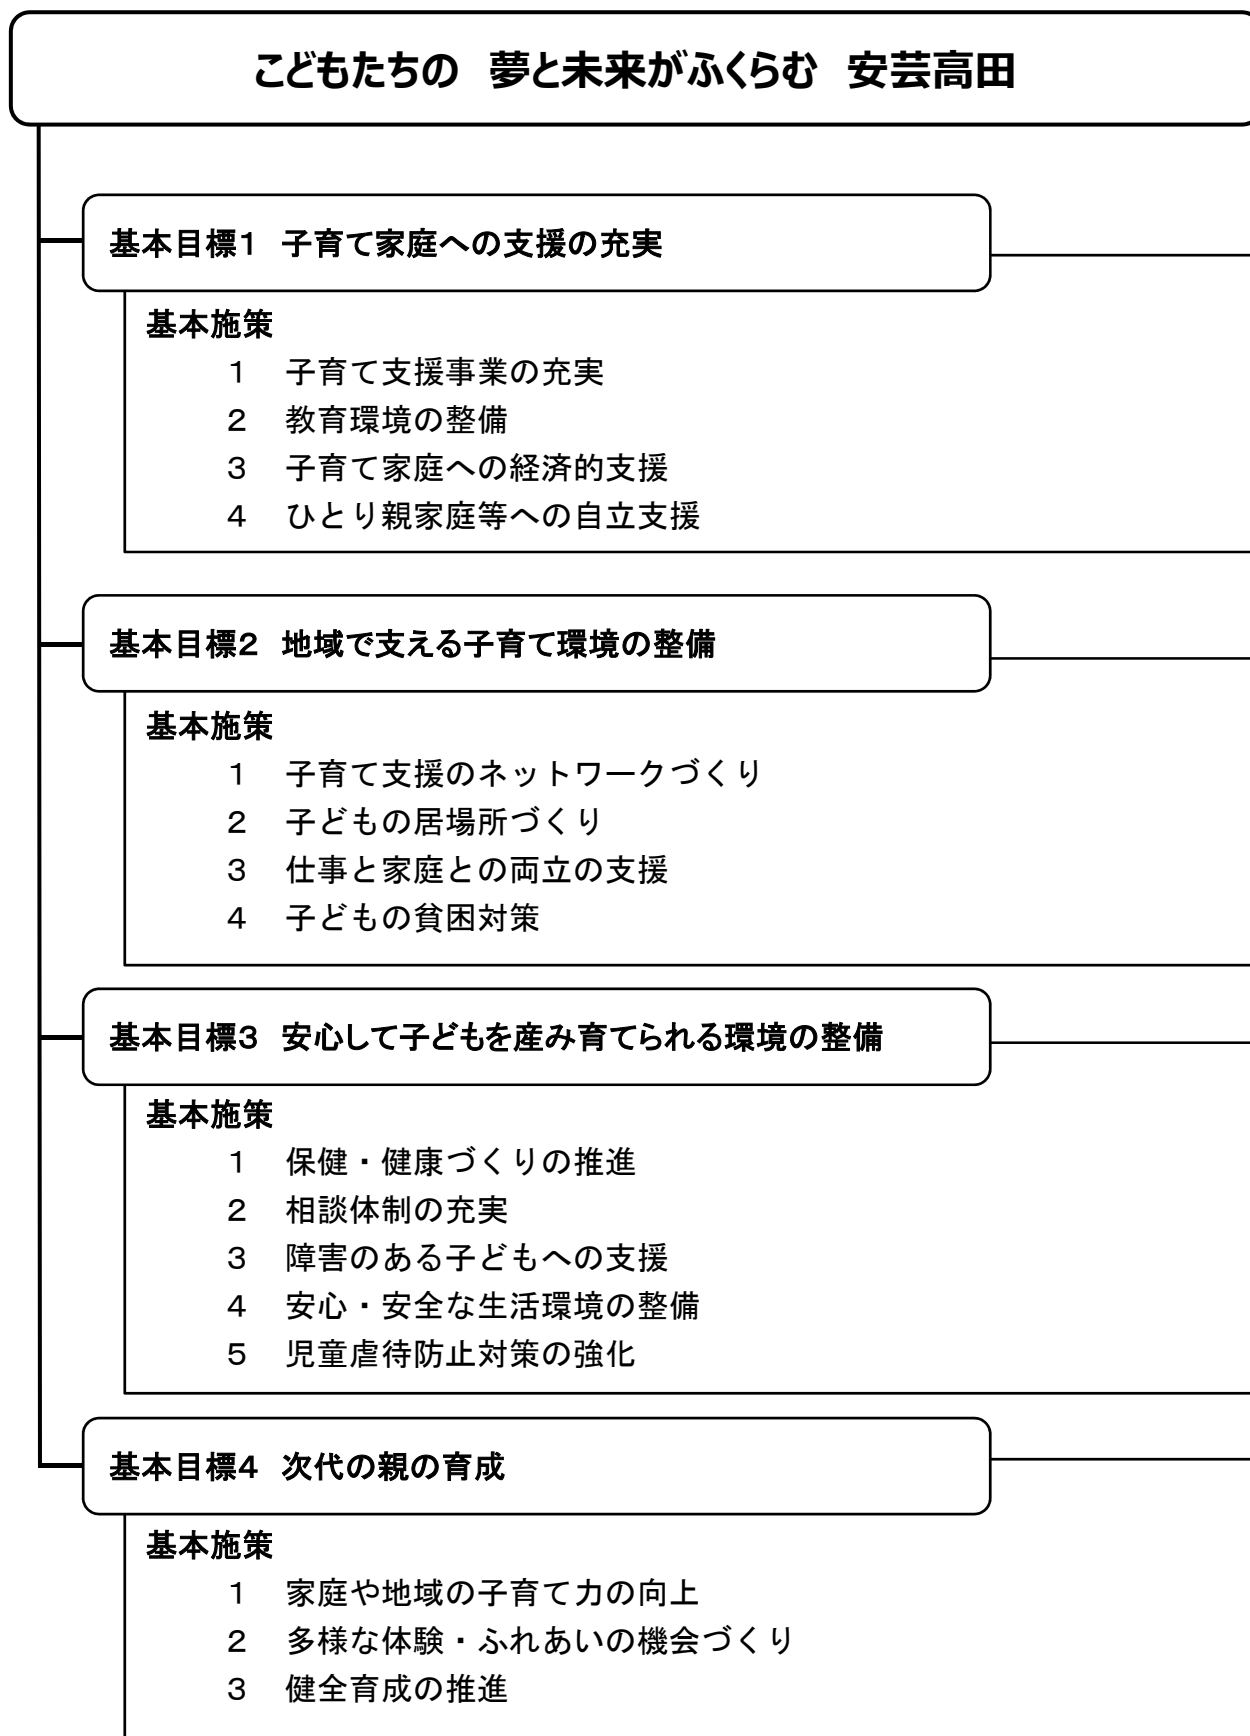 こどもたちの 夢と未来がふくらむ 安芸高田
基本目標1 子育て家庭への支援の充実
基本施策
1 子育て支援事業の充実
2 教育環境の整備
3 子育て家庭への経済的支援
4 ひとり親家庭等への自立支援
基本目標2 地域で支える子育て環境の整備
基本施策
1 子育て支援のネットワークづくり
2 子どもの居場所づくり
3 仕事と家庭との両立の支援
4 子どもの貧困対策
基本目標3 安心して子どもを産み育てられる環境の整備
基本施策
1 保健・健康づくりの推進
2 相談体制の充実
3 障害のある子どもへの支援
4 安心・安全な生活環境の整備
5 児童虐待防止対策の強化
基本目標4 次代の親の育成
基本施策
1 家庭や地域の子育て力の向上
2 多様な体験・ふれあいの機会づくり
3 健全育成の推進